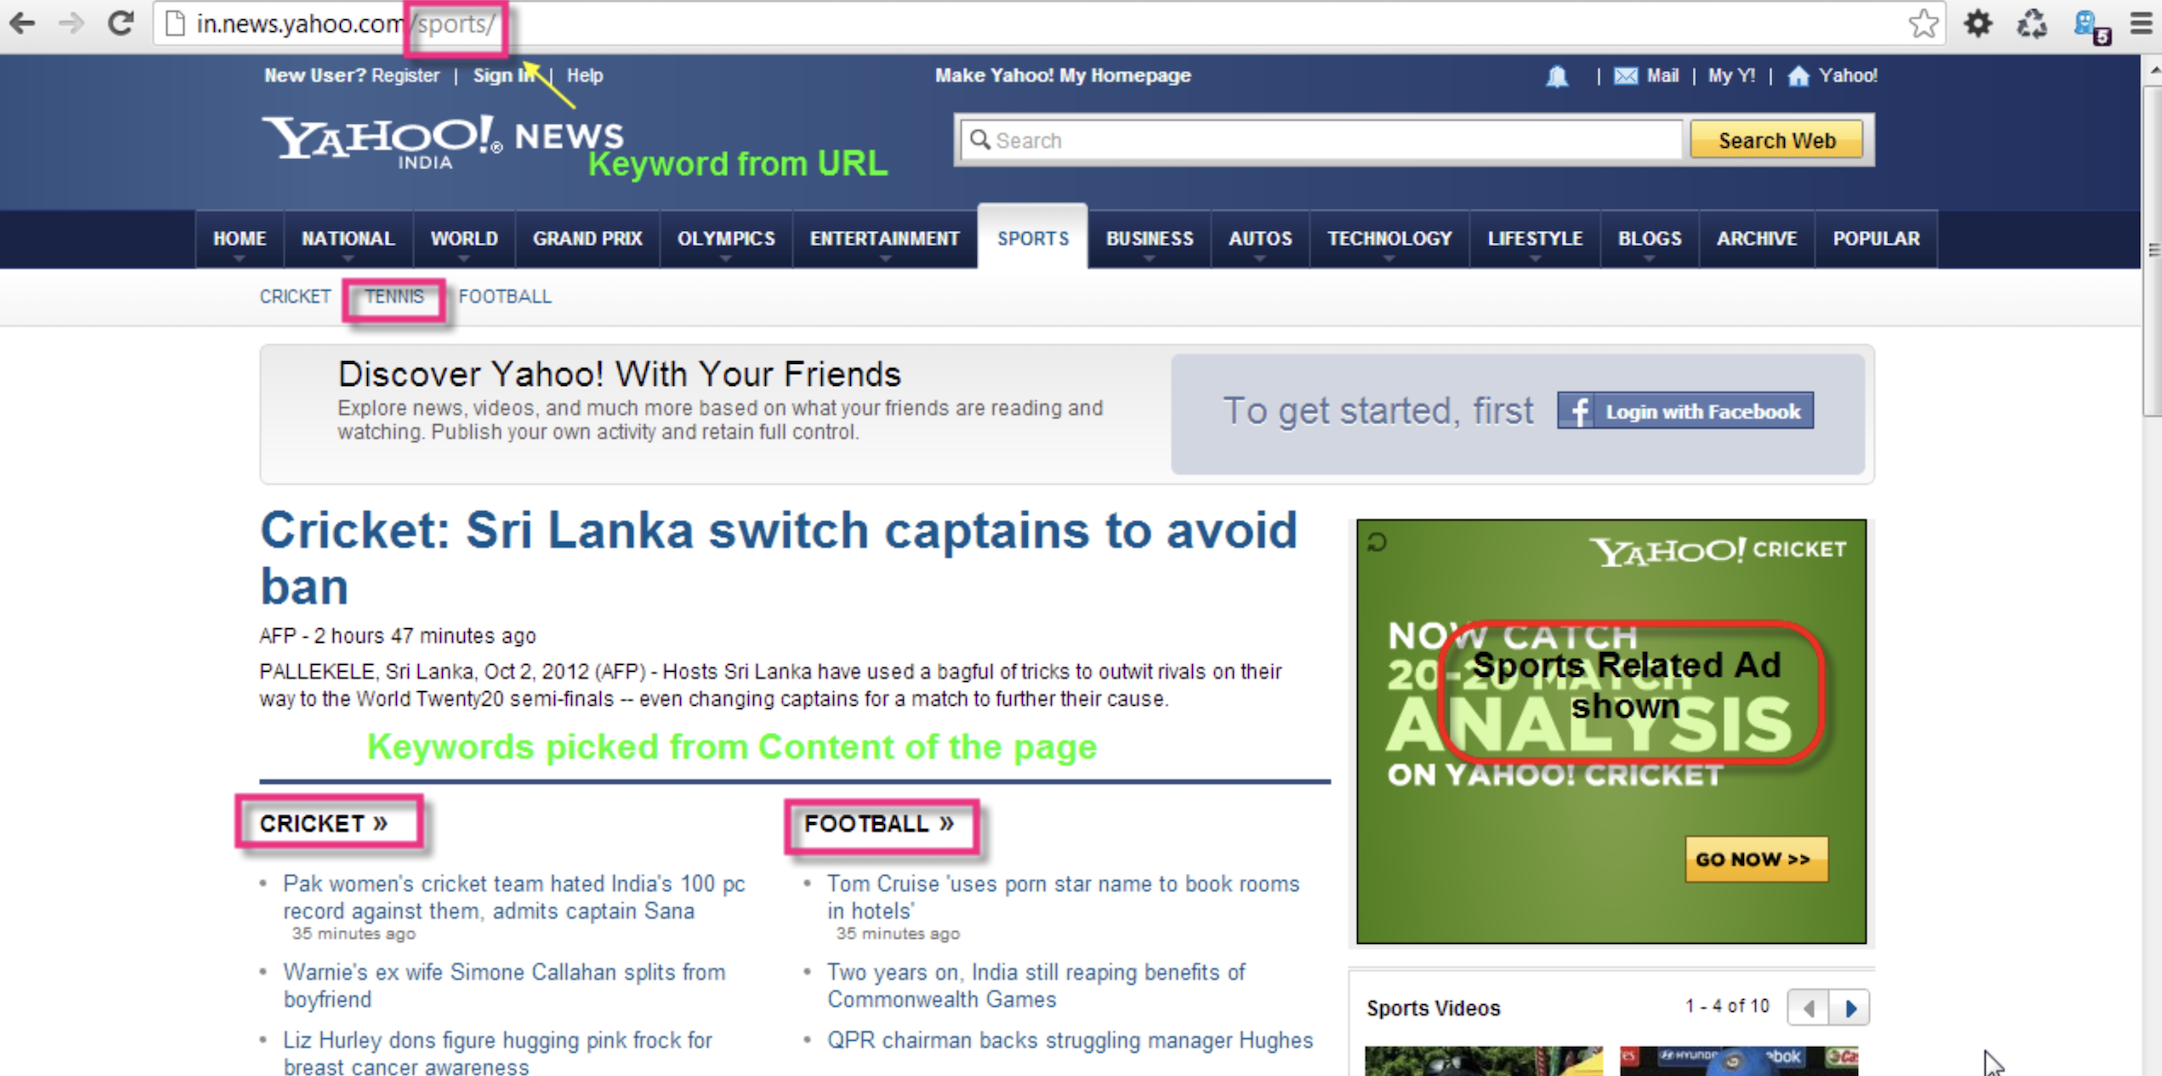 in.news.yahoo.com/sports/
5
New User? Register | Sign In | Help
Make Yahoo! My Homepage
| Mail | My Y! | Yahoo!
YAHOO!® NEWS
INDIA
Keyword from URL
Search
Search Web
HOME NATIONAL WORLD GRAND PRIX OLYMPICS ENTERTAINMENT SPORTS BUSINESS AUTOS TECHNOLOGY LIFESTYLE BLOGS ARCHIVE POPULAR
CRICKET TENNIS FOOTBALL
Discover Yahoo! With Your Friends
Explore news, videos, and much more based on what your friends are reading and
watching. Publish your own activity and retain full control.
To get started, first
f Login with Facebook
Cricket: Sri Lanka switch captains to avoid
ban
AFP - 2 hours 47 minutes ago
PALLEKELE, Sri Lanka, Oct 2, 2012 (AFP) - Hosts Sri Lanka have used a bagful of tricks to outwit rivals on their
way to the World Twenty20 semi-finals -- even changing captains for a match to further their cause.
Keywords picked from Content of the page
YAHOO! CRICKET
NOW CATCH
20-20 MATCH
ANALYSIS
ON YAHOO! CRICKET
Sports Related Ad
shown
GO NOW >>
CRICKET »
Pak women's cricket team hated India's 100 pc
record against them, admits captain Sana
35 minutes ago
Warnie's ex wife Simone Callahan splits from
boyfriend
Liz Hurley dons figure hugging pink frock for
breast cancer awareness
FOOTBALL »
Tom Cruise 'uses porn star name to book rooms
in hotels'
35 minutes ago
Two years on, India still reaping benefits of
Commonwealth Games
QPR chairman backs struggling manager Hughes
Sports Videos
1 - 4 of 10
HYUNDAI